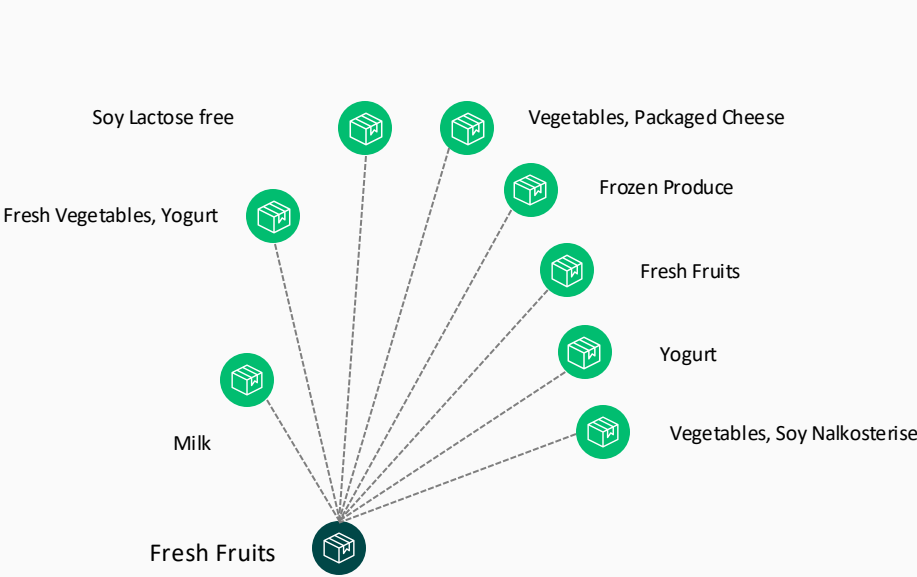 Soy Lactose free
Vegetables, Packaged Cheese
Frozen Produce
Fresh Vegetables, Yogurt
Fresh Fruits
Yogurt
Milk
Vegetables, Soy Nalkosterise
Fresh Fruits